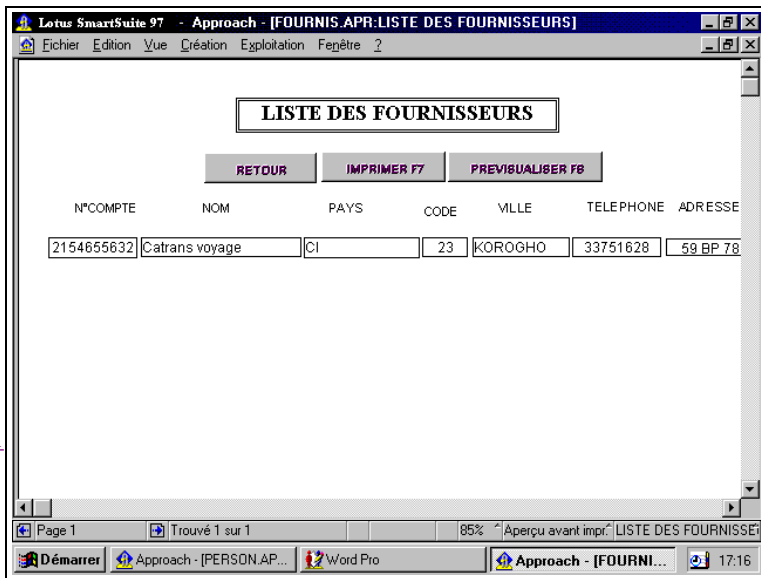 Lotus SmartSuite 97 - Approach - [FOURNIS.APR:LISTE DES FOURNISSEURS]
Fichier Edition Vue Création Exploitation Fenêtre ?
LISTE DES FOURNISSEURS
RETOUR IMPRIMER F7 PREVISUALISER F8
N°COMPTE NOM PAYS CODE VILLE TELEPHONE ADRESSE
2154655632 Catrans voyage CI 23 KOROGHO 33751628 59 BP 78
Page 1 Trouvé 1 sur 1 85% Aperçu avant impr. LISTE DES FOURNISSE
Démarrer Approach - [PERSON.AP... Word Pro Approach - [FOURNI... 17:16